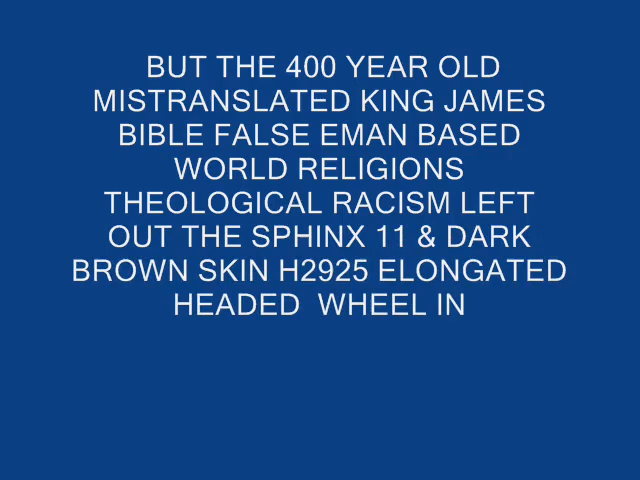 BUT THE 400 YEAR OLD
MISTRANSLATED KING JAMES
BIBLE FALSE EMAN BASED
WORLD RELIGIONS
THEOLOGICAL RACISM LEFT
OUT THE SPHINX 11 & DARK
BROWN SKIN H2925 ELONGATED
HEADED  WHEEL IN